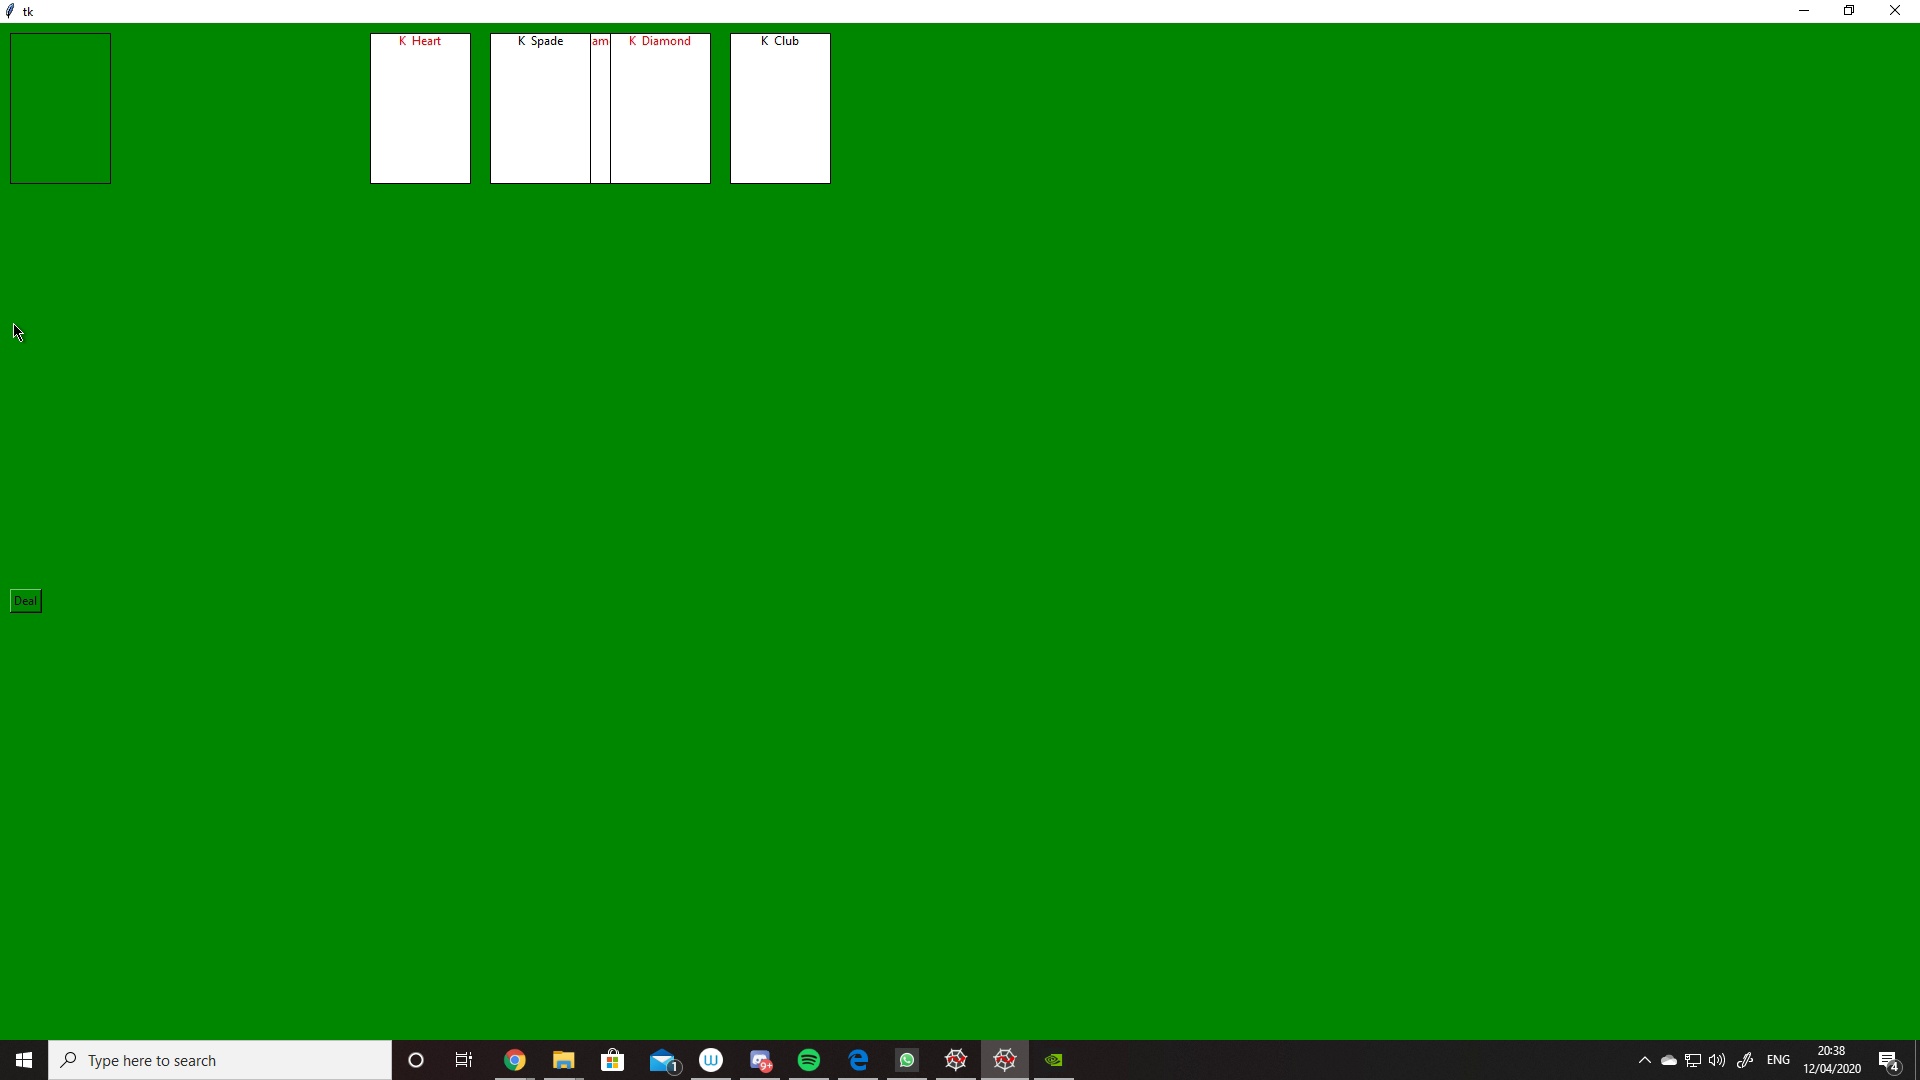 tk
K Heart
K Spade
am
K Diamond
K Club
Deal
Type here to search
1
W
9+
ENG
20:38
12/04/2020
4